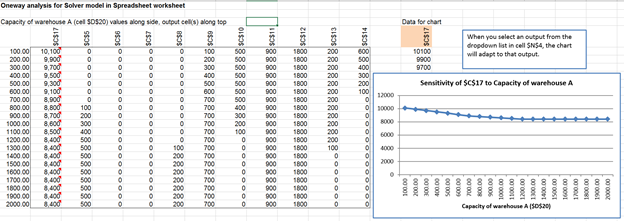 Oneway analysis for Solver model in Spreadsheet worksheet
Capacity of warehouse A (cell $D$20) values along side, output cell(s) along top
Data for chart
$C$17 $C$5 $C$6 $C$7 $C$8 $C$9 $C$10 $C$11 $C$12 $C$13 $C$14
$C$17
100.00 10,100 0 0 0 0 100 500 900 1800 200 600 10100
200.00 9,900 0 0 0 0 200 500 900 1800 200 500 9900
300.00 9,700 0 0 0 0 300 500 900 1800 200 400 9700
400.00 9,500 0 0 0 0 400 500 900 1800 200 300
500.00 9,300 0 0 0 0 500 500 900 1800 200 200
600.00 9,100 0 0 0 0 600 500 900 1800 200 100
700.00 8,900 0 0 0 0 700 500 900 1800 200 0
800.00 8,800 100 0 0 0 700 400 900 1800 200 0
900.00 8,700 200 0 0 0 700 300 900 1800 200 0
1000.00 8,600 300 0 0 0 700 200 900 1800 200 0
1100.00 8,500 400 0 0 0 700 100 900 1800 200 0
1200.00 8,400 500 0 0 0 700 0 900 1800 200 0
1300.00 8,400 500 0 0 100 700 0 900 1800 100 0
1400.00 8,400 500 0 0 200 700 0 900 1800 0 0
1500.00 8,400 500 0 0 200 700 0 900 1800 0 0
1600.00 8,400 500 0 0 200 700 0 900 1800 0 0
1700.00 8,400 500 0 0 200 700 0 900 1800 0 0
1800.00 8,400 500 0 0 200 700 0 900 1800 0 0
1900.00 8,400 500 0 0 200 700 0 900 1800 0 0
2000.00 8,400 500 0 0 200 700 0 900 1800 0 0
When you select an output from the
dropdown list in cell $N$4, the chart
will adapt to that output.
Sensitivity of $C$17 to Capacity of warehouse A
12000
10000
8000
6000
4000
2000
0
100.00 200.00 300.00 400.00 500.00 600.00 700.00 800.00 900.00 1000.00 1100.00 1200.00 1300.00 1400.00 1500.00 1600.00 1700.00 1800.00 1900.00 2000.00
Capacity of warehouse A ($D$20)